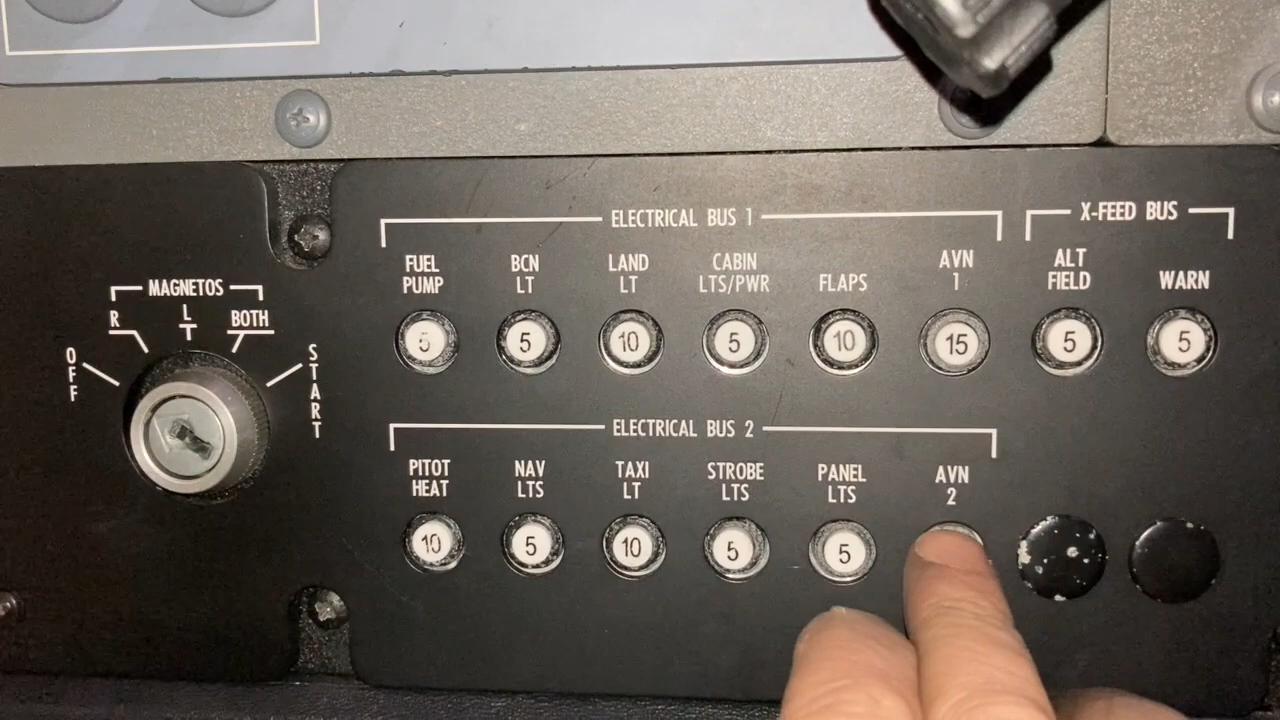 ELECTRICAL BUS 1
X-FEED BUS
FUEL
PUMP
BCN
LT
LAND
LT
CABIN
LTS/PWR
FLAPS
AVN
1
ALT
FIELD
WARN
5
5
10
5
10
15
5
5
MAGNETOS
R
L
T
BOTH
OFF
START
ELECTRICAL BUS 2
PITOT
HEAT
NAV
LTS
TAXI
LT
STROBE
LTS
PANEL
LTS
AVN
2
10
5
10
5
5